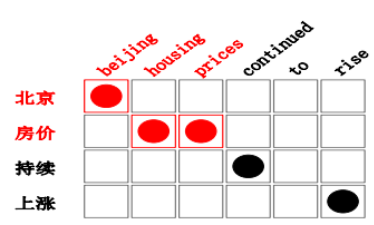 beijing housing prices continued to rise
北京
房价
持续
上涨